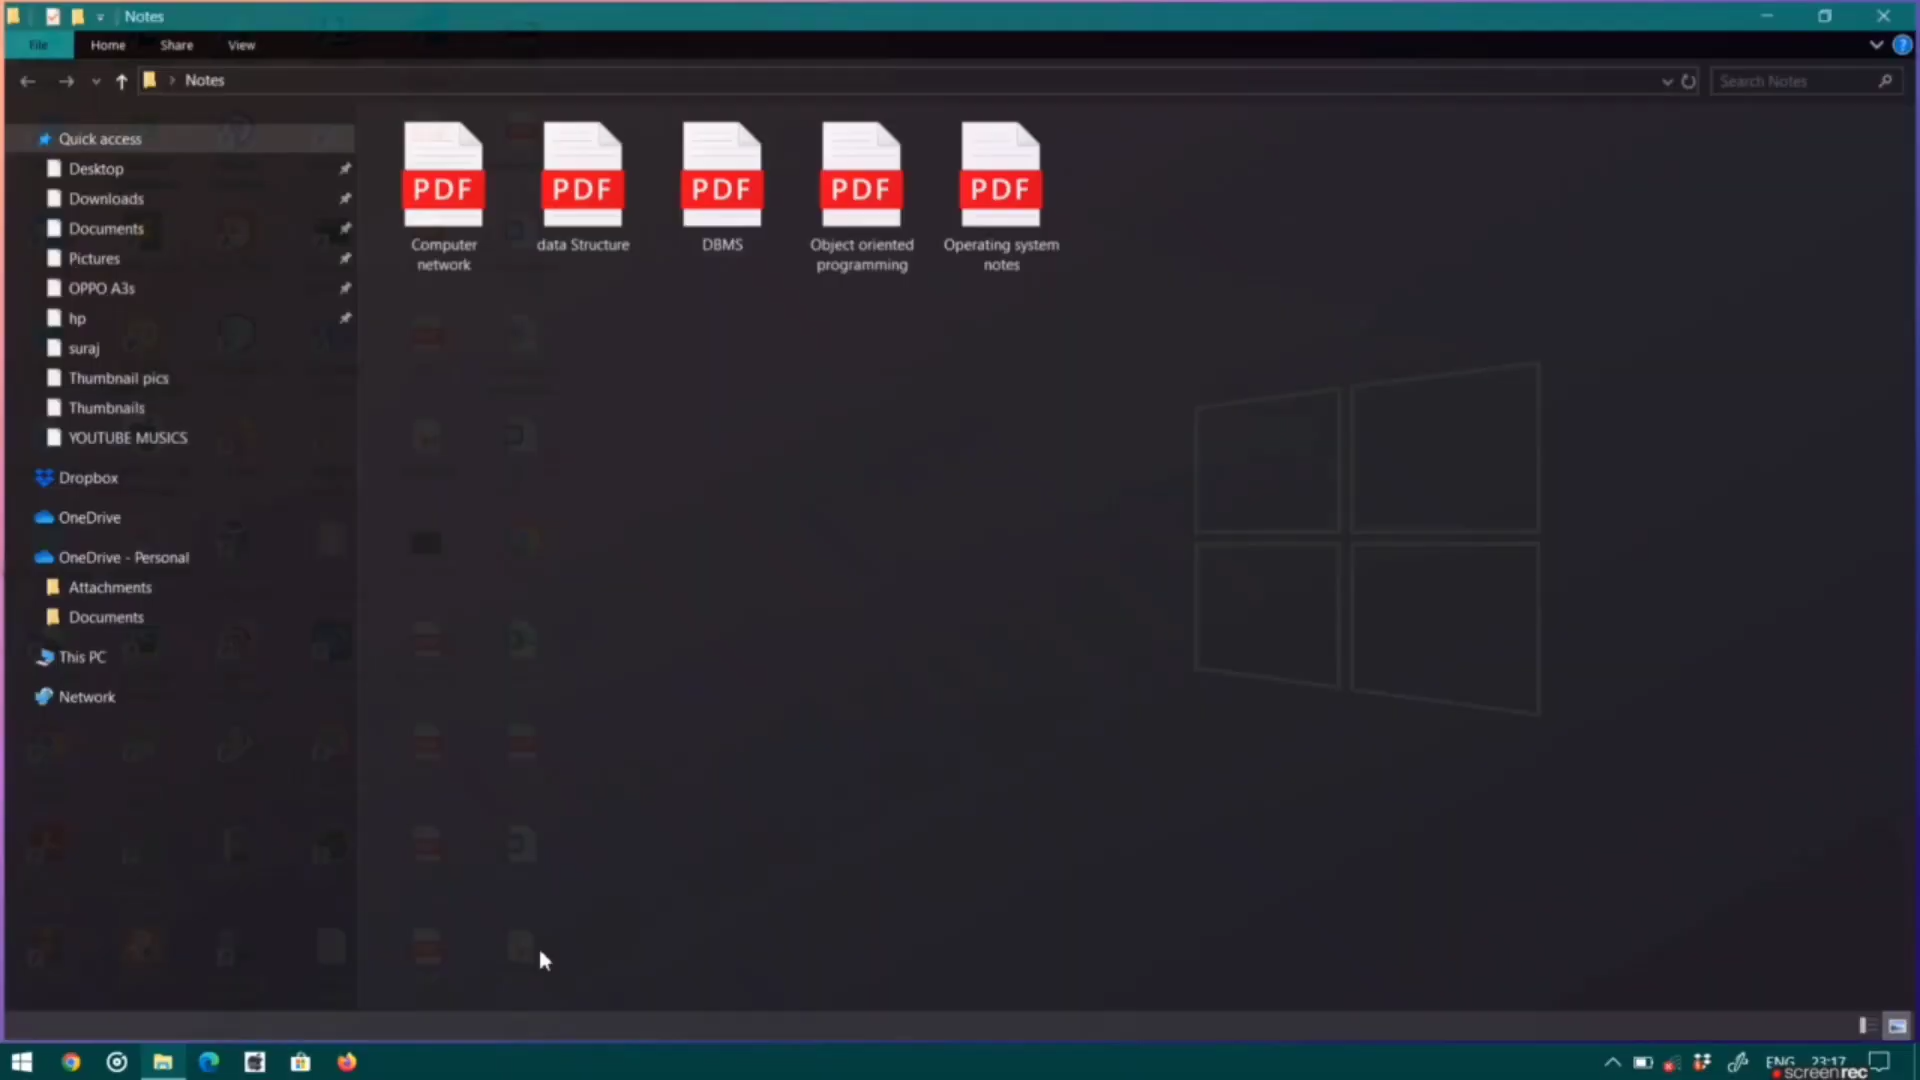 Notes
File Home Share View
Notes
Search Notes
Quick access
Desktop
Downloads
Documents
Pictures
OPPO A3s
hp
suraj
Thumbnail pics
Thumbnails
YOUTUBE MUSICS
Dropbox
OneDrive
OneDrive - Personal
Attachments
Documents
This PC
Network
PDF PDF PDF PDF PDF
Computer network
data Structure
DBMS
Object oriented programming
Operating system notes
ENG 23:17
screenrec